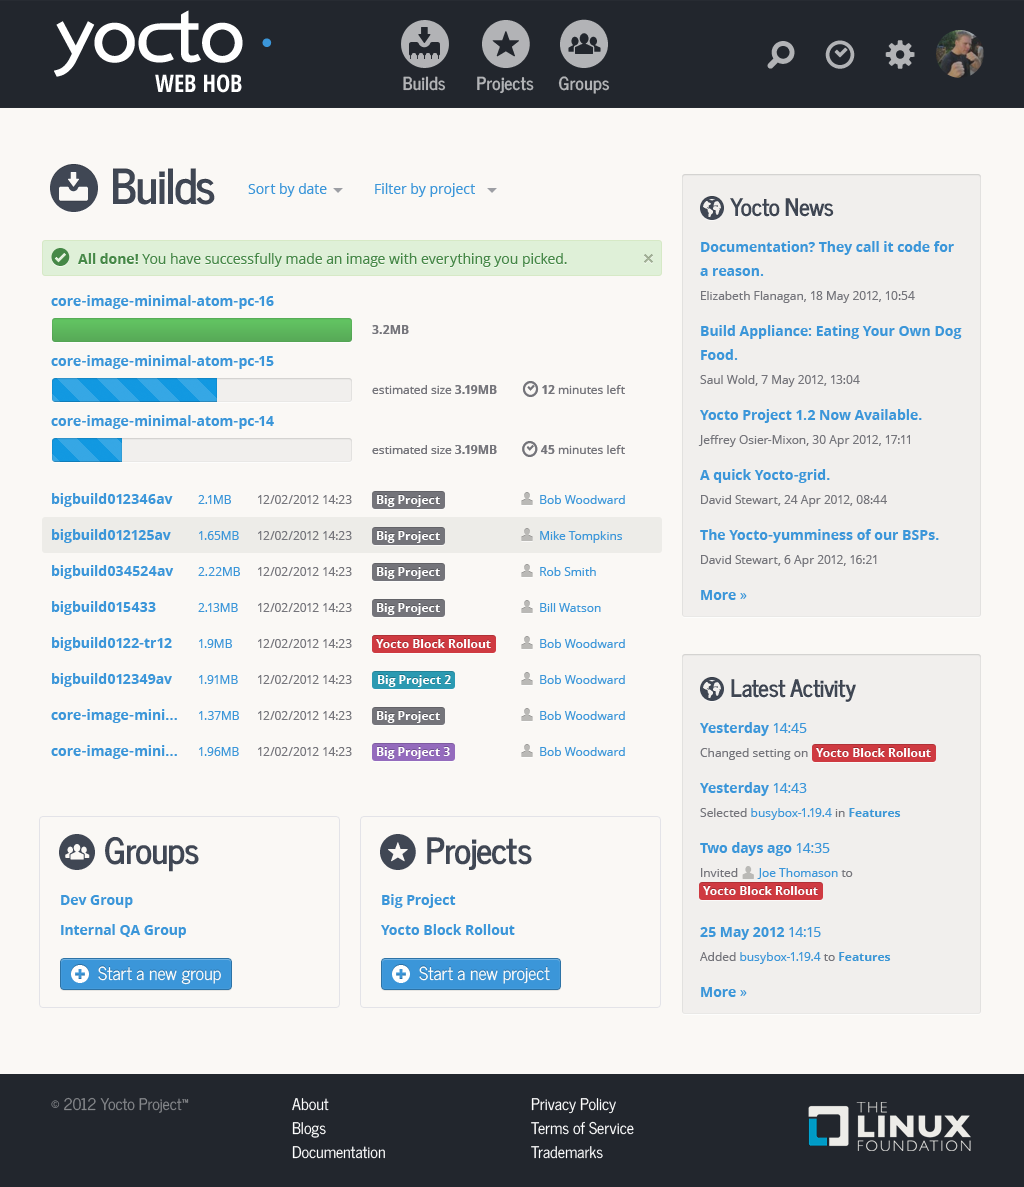 yocto
WEB HOB
Builds Projects Groups
Builds
Sort by date Filter by project
All done! You have successfully made an image with everything you picked. ×
core-image-minimal-atom-pc-16
3.2MB
core-image-minimal-atom-pc-15
estimated size 3.19MB 12 minutes left
core-image-minimal-atom-pc-14
estimated size 3.19MB 45 minutes left
bigbuild012346av 2.1MB 12/02/2012 14:23 Big Project Bob Woodward
bigbuild012125av 1.65MB 12/02/2012 14:23 Big Project Mike Tompkins
bigbuild034524av 2.22MB 12/02/2012 14:23 Big Project Rob Smith
bigbuild015433 2.13MB 12/02/2012 14:23 Big Project Bill Watson
bigbuild0122-tr12 1.9MB 12/02/2012 14:23 Yocto Block Rollout Bob Woodward
bigbuild012349av 1.91MB 12/02/2012 14:23 Big Project 2 Bob Woodward
core-image-mini... 1.37MB 12/02/2012 14:23 Big Project Bob Woodward
core-image-mini... 1.96MB 12/02/2012 14:23 Big Project 3 Bob Woodward
Groups
Dev Group
Internal QA Group
Start a new group
Projects
Big Project
Yocto Block Rollout
Start a new project
Yocto News
Documentation? They call it code for
a reason.
Elizabeth Flanagan, 18 May 2012, 10:54
Build Appliance: Eating Your Own Dog
Food.
Saul Wold, 7 May 2012, 13:04
Yocto Project 1.2 Now Available.
Jeffrey Osier-Mixon, 30 Apr 2012, 17:11
A quick Yocto-grid.
David Stewart, 24 Apr 2012, 08:44
The Yocto-yumminess of our BSPs.
David Stewart, 6 Apr 2012, 16:21
More »
Latest Activity
Yesterday 14:45
Changed setting on Yocto Block Rollout
Yesterday 14:43
Selected busybox-1.19.4 in Features
Two days ago 14:35
Invited Joe Thomason to
Yocto Block Rollout
25 May 2012 14:15
Added busybox-1.19.4 to Features
More »
© 2012 Yocto Project™
About
Blogs
Documentation
Privacy Policy
Terms of Service
Trademarks
THE
LINUX
FOUNDATION